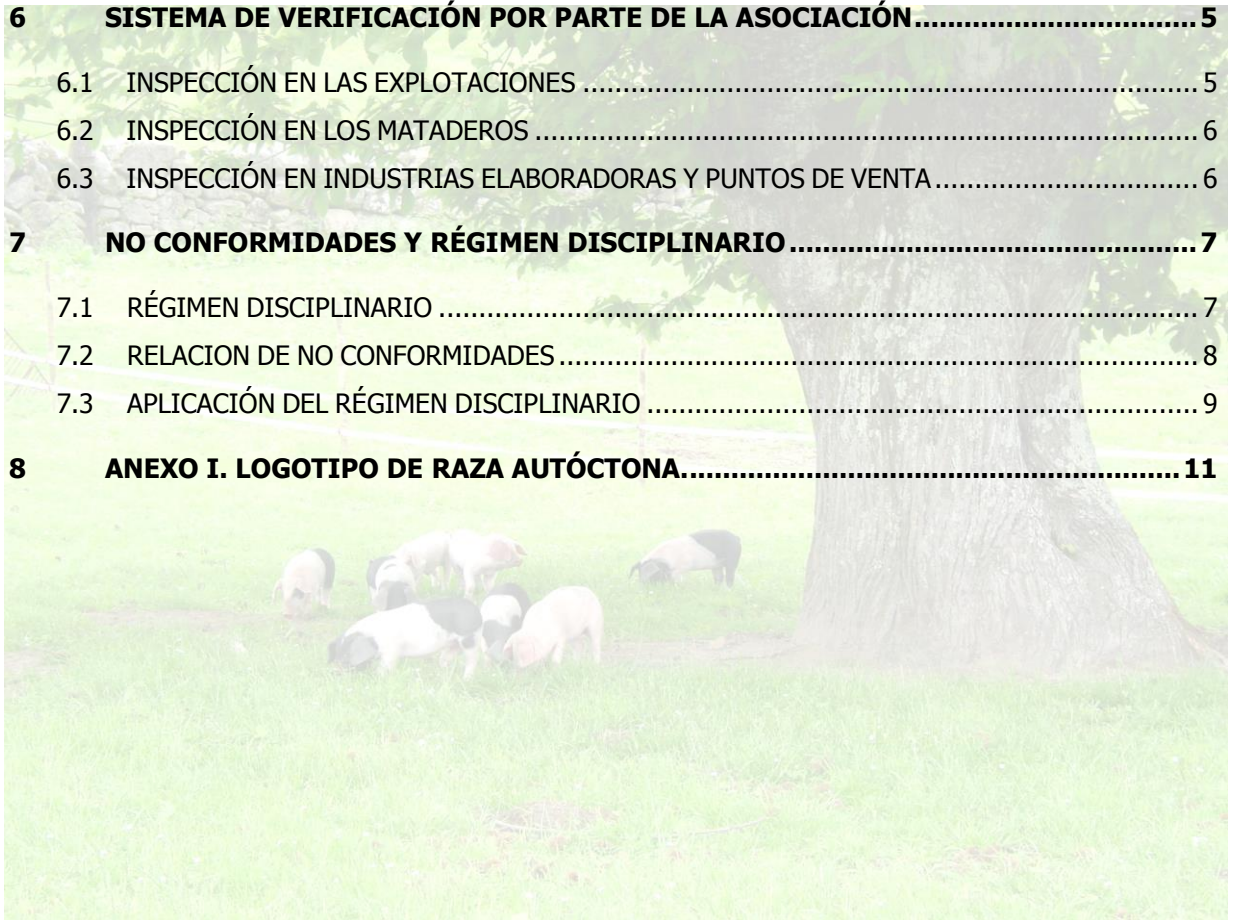 6 SISTEMA DE VERIFICACIÓN POR PARTE DE LA ASOCIACIÓN................................5
6.1 INSPECCIÓN EN LAS EXPLOTACIONES.......................................................................................5
6.2 INSPECCIÓN EN LOS MATADEROS..............................................................................................6
6.3 INSPECCIÓN EN INDUSTRIAS ELABORADORAS Y PUNTOS DE VENTA.....................................6
7 NO CONFORMIDADES Y RÉGIMEN DISCIPLINARIO..................................................7
7.1 RÉGIMEN DISCIPLINARIO............................................................................................................7
7.2 RELACION DE NO CONFORMIDADES...........................................................................................8
7.3 APLICACIÓN DEL RÉGIMEN DISCIPLINARIO................................................................................9
8 ANEXO I. LOGOTIPO DE RAZA AUTÓCTONA..............................................................11